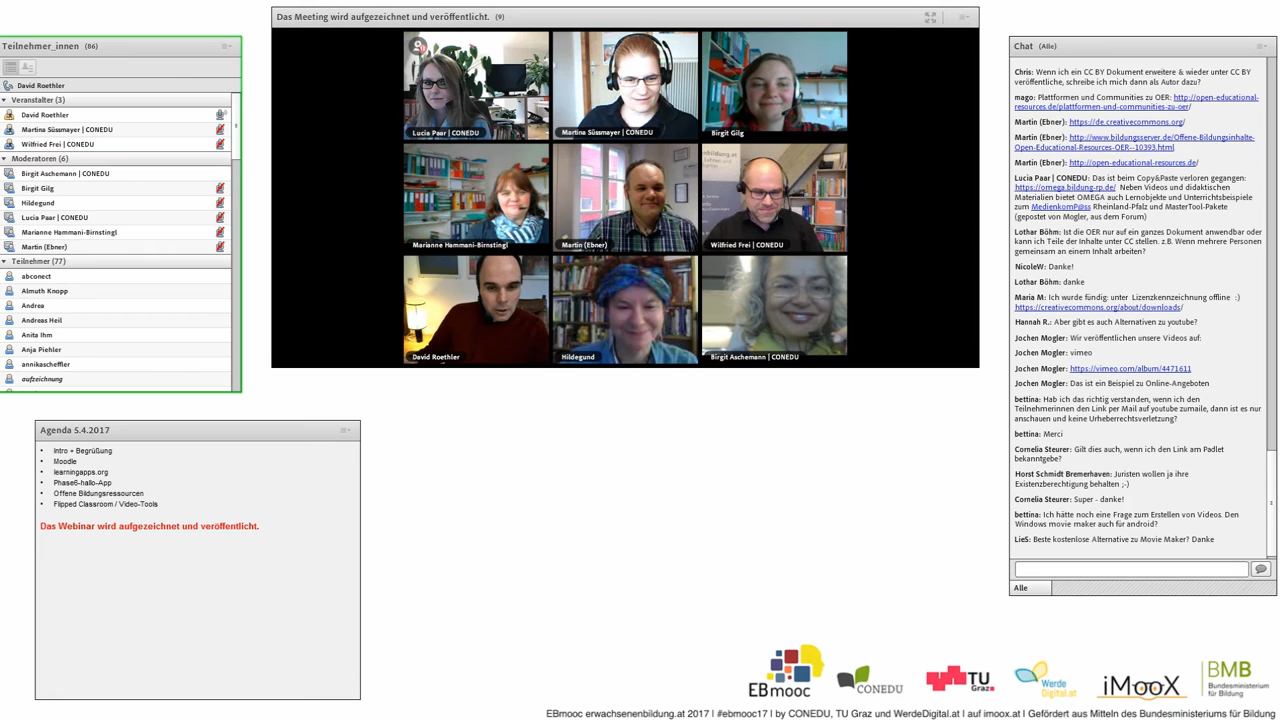 Das Meeting wird aufgezeichnet und veröffentlicht. (9)
Teilnehmer_innen (86)
David Roethler
Veranstalter (3)
David Roethler
Martina Süssmayer | CONEDU
Wilfried Frei | CONEDU
Moderatoren (6)
Birgit Aschemann | CONEDU
Birgit Gilg
Hildegund
Lucia Paar | CONEDU
Marianne Hammani-Birnstingl
Martin (Ebner)
Teilnehmer (77)
abconect
Almuth Knopp
Andrea
Andreas Heil
Anita Ihm
Anja Piehler
annikascheffler
aufzeichnung
Lucia Paar | CONEDU
Martina Süssmayer | CONEDU
Birgit Gilg
Marianne Hammani-Birnstingl
Martin (Ebner)
Wilfried Frei | CONEDU
David Roethler
Hildegund
Birgit Aschemann | CONEDU
Chat (Alle)
Chris: Wenn ich ein CC BY Dokument erweitere & wieder unter CC BY
veröffentliche, schreibe ich mich dann als Autor dazu?
mago: Plattformen und Communities zu OER: http://open-educational-
resources.de/plattformen-und-communities-zu-oer/
Martin (Ebner): https://de.creativecommons.org/
Martin (Ebner): http://www.bildungsserver.de/Offene-Bildungsinhalte-
Open-Educational-Resources-OER--10393.html
Martin (Ebner): http://open-educational-resources.de/
Lucia Paar | CONEDU: Das ist beim Copy&Paste verloren gegangen:
https://omega.bildung-rp.de/ Neben Videos und didaktischen
Materialien bietet OMEGA auch Lernobjekte und Unterrichtsbeispiele
zum MedienkomP@ss Rheinland-Pfalz und MasterTool-Pakete
(gepostet von Mogler, aus dem Forum)
Lothar Böhm: Ist die OER nur auf ein ganzes Dokument anwendbar oder
kann ich Teile der Inhalte unter CC stellen. z.B. Wenn mehrere Personen
gemeinsam an einem Inhalt arbeiten?
NicoleW: Danke!
Lothar Böhm: danke
Maria M: Ich wurde fündig: unter Lizenzkennzeichnung offline :)
https://creativecommons.org/about/downloads/
Hannah R.: Aber gibt es auch Alternativen zu youtube?
Jochen Mogler: Wir veröffentlichen unsere Videos auf:
Jochen Mogler: vimeo
Jochen Mogler: https://vimeo.com/album/4471611
Jochen Mogler: Das ist ein Beispiel zu Online-Angeboten
bettina: Hab ich das richtig verstanden, wenn ich den
Teilnehmerinnen den Link per Mail auf youtube zumaile, dann ist es nur
anschauen und keine Urheberrechtsverletzung?
bettina: Merci
Cornelia Steurer: Gilt dies auch, wenn ich den Link am Padlet
bekanntgebe?
Horst Schmidt Bremerhaven: Juristen wollen ja ihre
Existenzberechtigung behalten ;-)
Cornelia Steurer: Super - danke!
bettina: Ich hätte noch eine Frage zum Erstellen von Videos. Den
Windows movie maker auch für android?
LieS: Beste kostenlose Alternative zu Movie Maker? Danke
Alle
Agenda 5.4.2017
• Intro + Begrüßung
• Moodle
• learningapps.org
• Phase6-hallo-App
• Offene Bildungsressourcen
• Flipped Classroom / Video-Tools
Das Webinar wird aufgezeichnet und veröffentlicht.
EBmooc
CONEDU
TU
Graz
Werde
Digital.at
iMooX
BMB
Bundesministerium
für Bildung
EBmooc erwachsenenbildung.at 2017 I #ebmooc17 I by CONEDU, TU Graz und WerdeDigital.at I auf imoox.at I Gefördert aus Mitteln des Bundesministeriums für Bildung